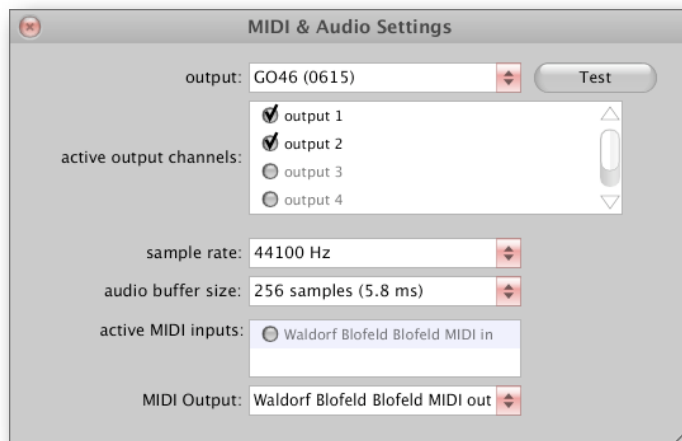 MIDI & Audio Settings
output: GO46 (0615) Test
active output channels:
output 1
output 2
output 3
output 4
sample rate: 44100 Hz
audio buffer size: 256 samples (5.8 ms)
active MIDI inputs: Waldorf Blofeld Blofeld MIDI in
MIDI Output: Waldorf Blofeld Blofeld MIDI out